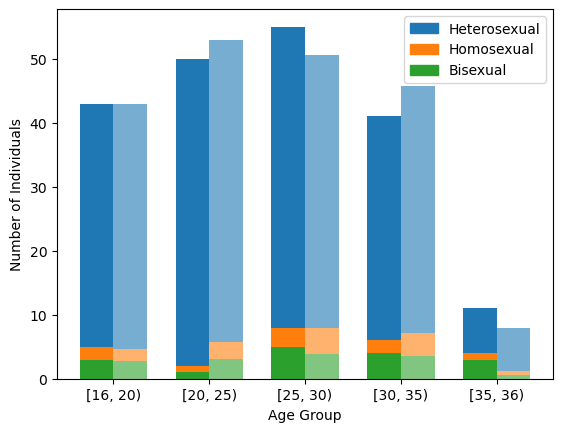 Heterosexual
Homosexual
Bisexual
Number of Individuals
50
40
30
20
10
0
[16, 20)
[20, 25)
[25, 30)
[30, 35)
[35, 36)
Age Group